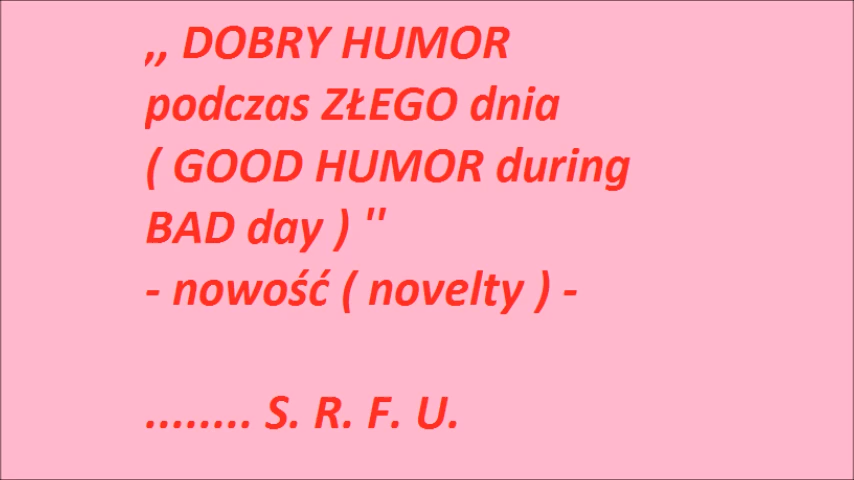 ,, DOBRY HUMOR
podczas ZŁEGO dnia
( GOOD HUMOR during
BAD day ) "
- nowość ( novelty ) -
........ S. R. F. U.